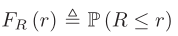 F_R (r) ≜ ℙ (R ≤ r)